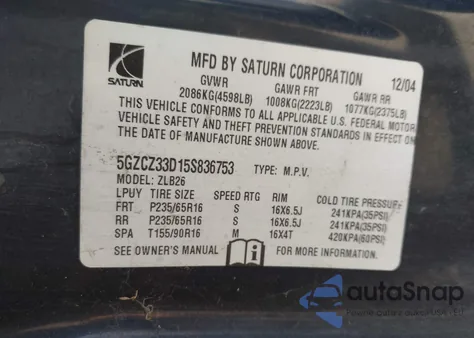 SATURN
MFD BY SATURN CORPORATION 12/04
GVWR GAWR FRT GAWR RR
2086KG(4598LB) 1008KG(2223LB) 1077KG(2375LB)
THIS VEHICLE CONFORMS TO ALL APPLICABLE U.S. FEDERAL MOTOR
VEHICLE SAFETY AND THEFT PREVENTION STANDARDS IN EFFECT ON
THE DATE OF MANUFACTURE SHOWN ABOVE.
5GZCZ33D15S836753 TYPE: M.P.V.
MODEL: ZLB26
LPUY TIRE SIZE SPEED RTG RIM COLD TIRE PRESSURE
FRT P235/65R16 S 16X6.5J 241KPA(35PSI)
RR P235/65R16 S 16X6.5J 241KPA(35PSI)
SPA T155/90R16 M 16X4T 420KPA(60PSI)
SEE OWNER'S MANUAL FOR MORE INFORMATION.
autoSnap